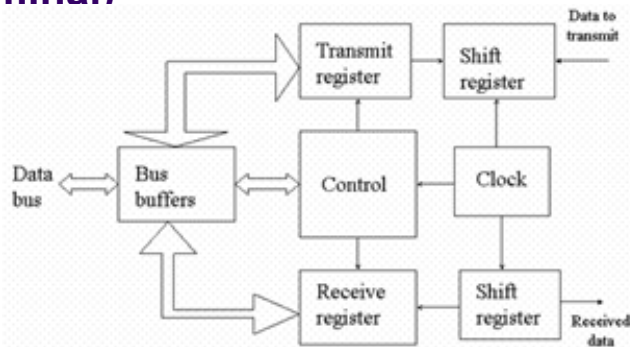 Data to
transmit
Transmit
register
Shift
register
Data
bus
Bus
buffers
Control
Clock
Receive
register
Shift
register
Received
data